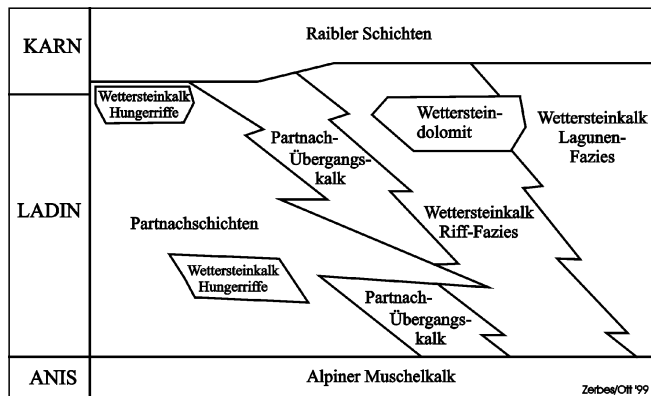 KARN
Raibler Schichten
Wettersteinkalk
Hungerriffe
Partnach-
Übergangs-
kalk
Wetterstein-
dolomit
Wettersteinkalk
Lagunen-
Fazies
LADIN
Partnachschichten
Wettersteinkalk
Riff-Fazies
Wettersteinkalk
Hungerriffe
Partnach-
Übergangs-
kalk
ANIS
Alpiner Muschelkalk
Zerbes/Ott '99